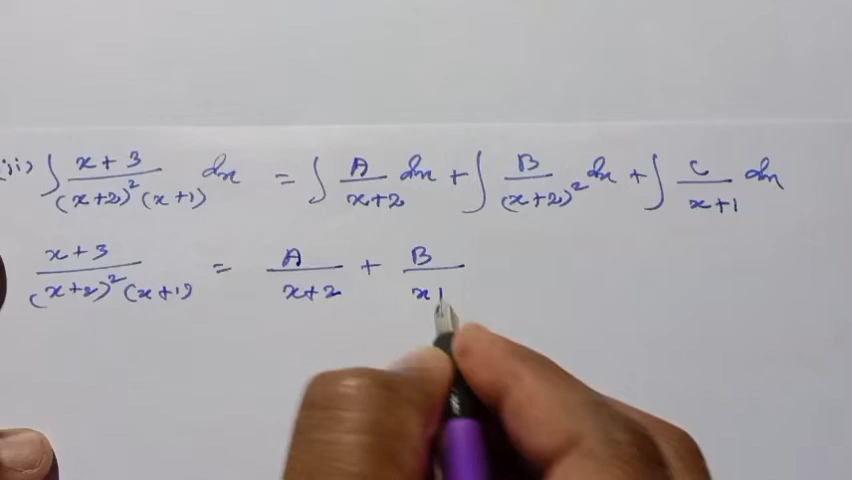 (ii) ∫ x+3 / (x+2)² (x+1) dx = ∫ A / x+2 dx + ∫ B / (x+2)² dx + ∫ C / x+1 dx
x+3 / (x+2)² (x+1) = A / x+2 + B / x